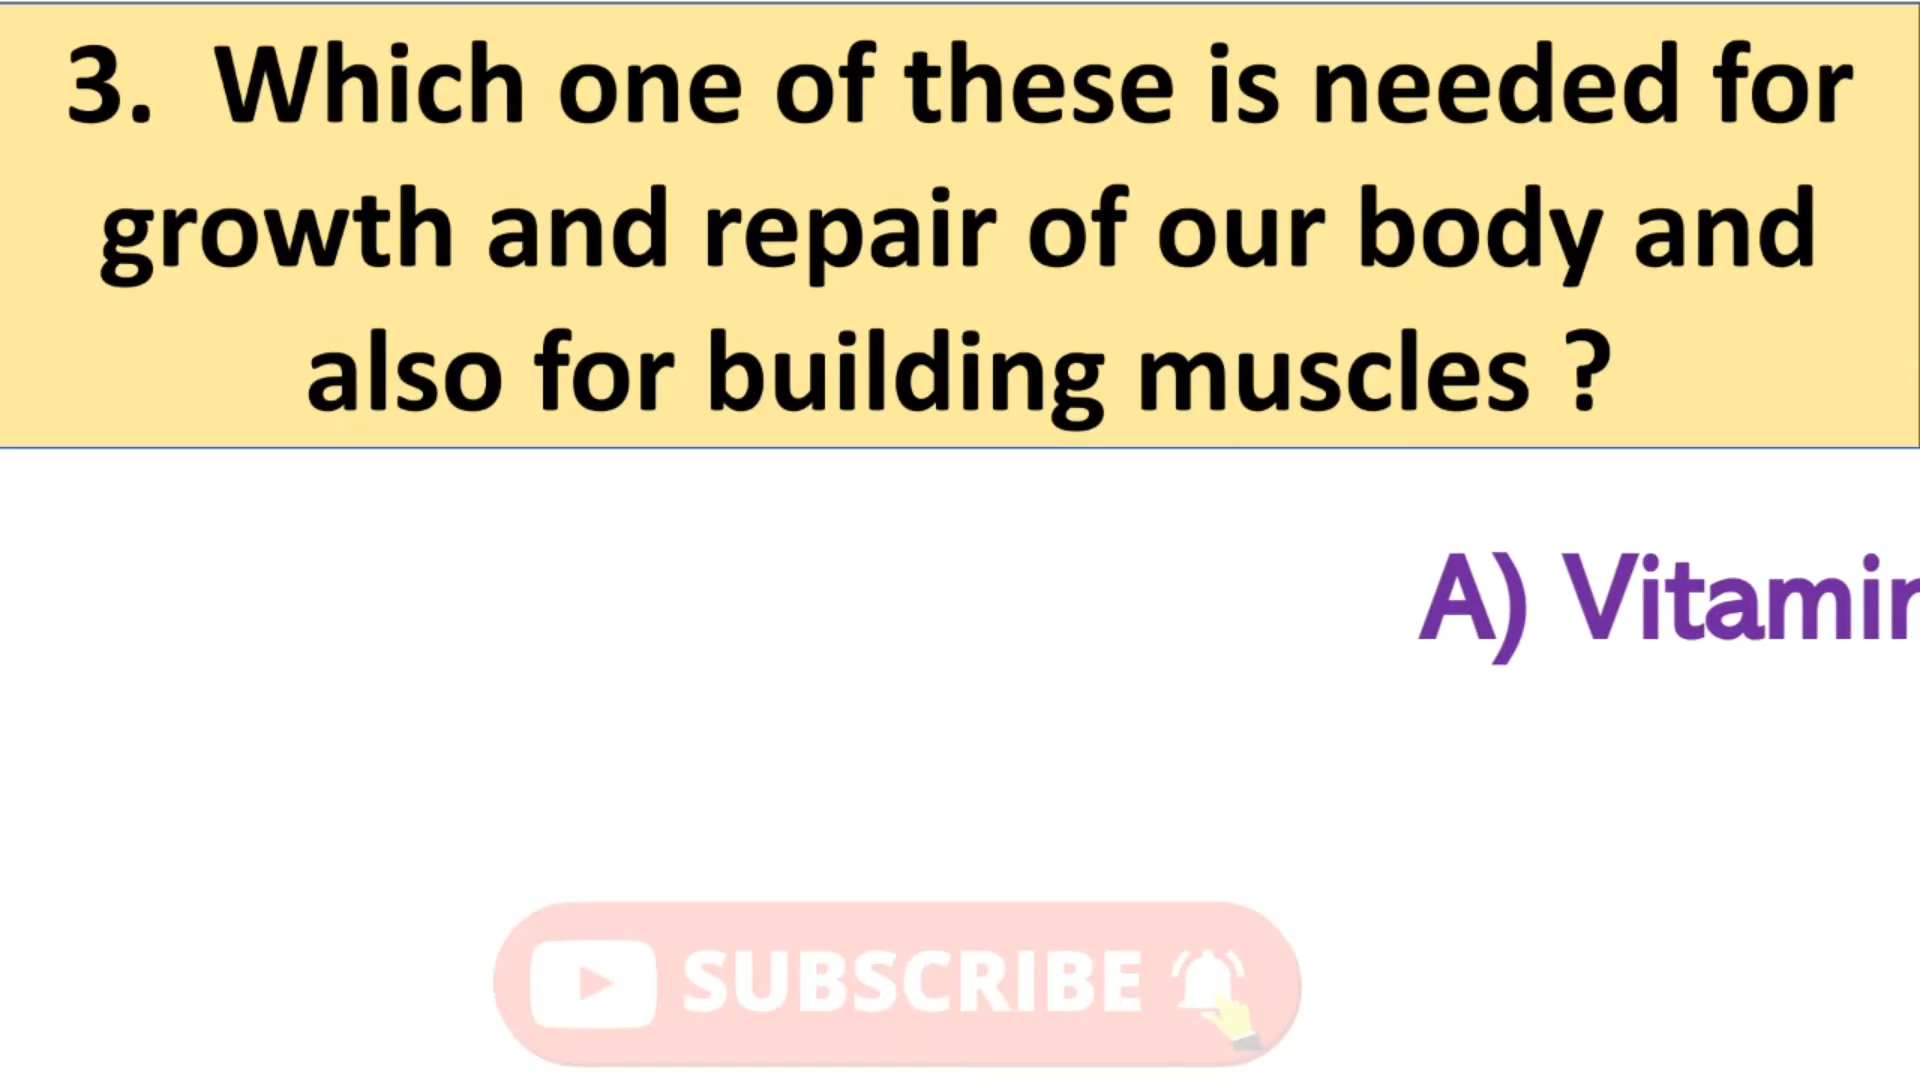 3. Which one of these is needed for
growth and repair of our body and
also for building muscles ?
A)
SUBSCRIBE